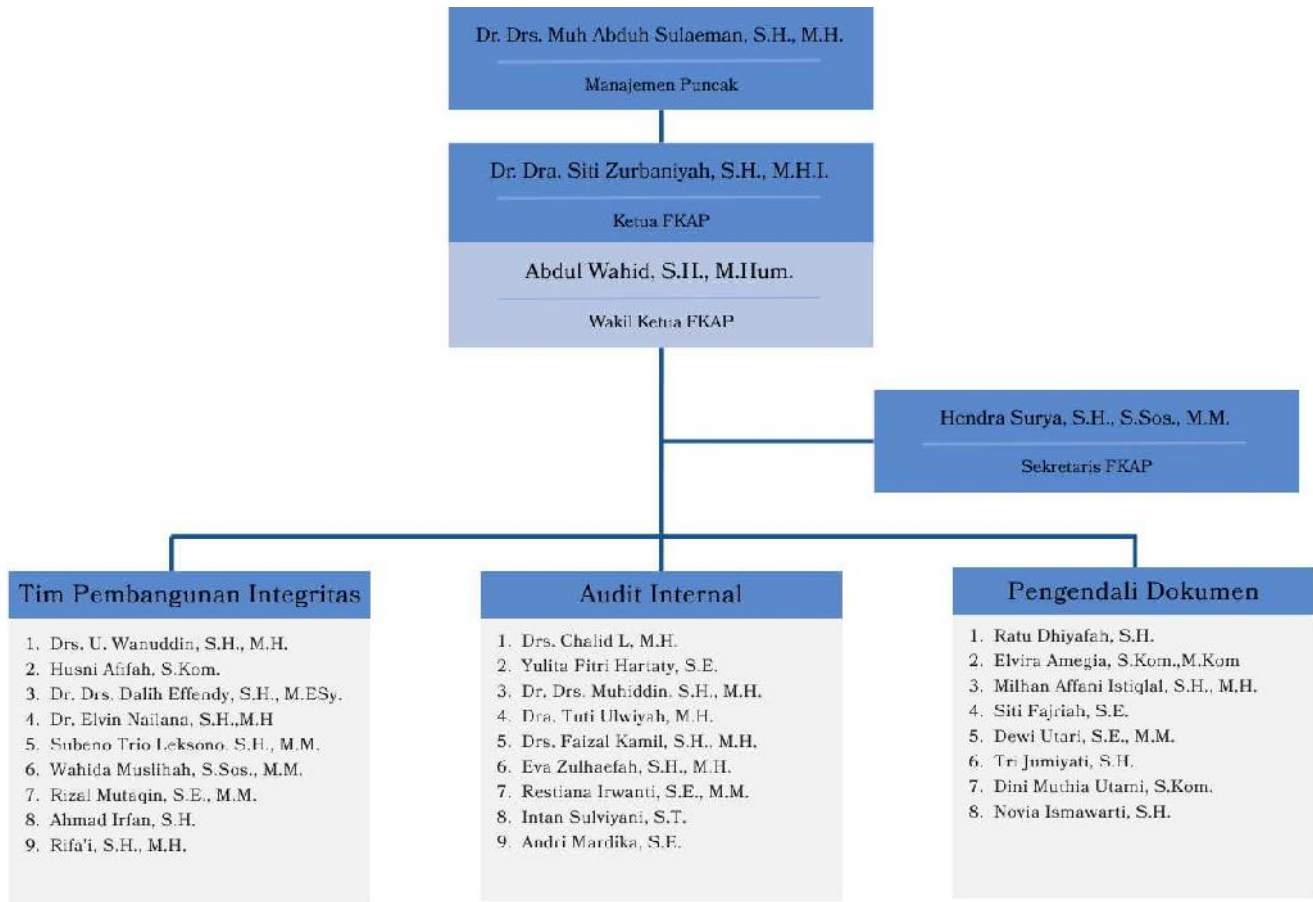 Dr. Drs. Muh Abduh Sulaeman, S.H., M.H.
Manajemen Puncak
Dr. Dra. Siti Zurbaniyah, S.H., M.H.I.
Ketua FKAP
Abdul Wahid, S.H., M.Hum.
Wakil Ketua FKAP
Hendra Surya, S.H., S.Sos., M.M.
Sekretaris FKAP
Tim Pembangunan Integritas
1. Drs. U. Wanuddin, S.H., M.H.
2. Husni Afifah, S.Kom.
3. Dr. Drs. Dalih Effendy, S.H., M.ESy.
4. Dr. Elvin Nailana, S.H.,M.H
5. Subeno Trio Leksono, S.H., M.M.
6. Wahida Muslihah, S.Sos., M.M.
7. Rizal Mutaqin, S.E., M.M.
8. Ahmad Irfan, S.H.
9. Rifa'i, S.H., M.H.
Audit Internal
1. Drs. Chalid L, M.H.
2. Yulita Fitri Hartaty, S.E.
3. Dr. Drs. Muhiddin, S.H., M.H.
4. Dra. Tuti Ulwiyah, M.H.
5. Drs. Faizal Kamil, S.H., M.H.
6. Eva Zulhaefah, S.H., M.H.
7. Restiana Irwanti, S.E., M.M.
8. Intan Sulviyani, S.T.
9. Andri Mardika, S.E.
Pengendali Dokumen
1. Ratu Dhiyafah, S.H.
2. Elvira Amegia, S.Kom.,M.Kom
3. Milhan Affani Istiqlal, S.H., M,H.
4. Siti Fajriah, S.E.
5. Dewi Utari, S.E., M.M.
6. Tri Jumiyati, S.H.
7. Dini Muthia Utami, S.Kom.
8. Novia Ismawarti, S.H.